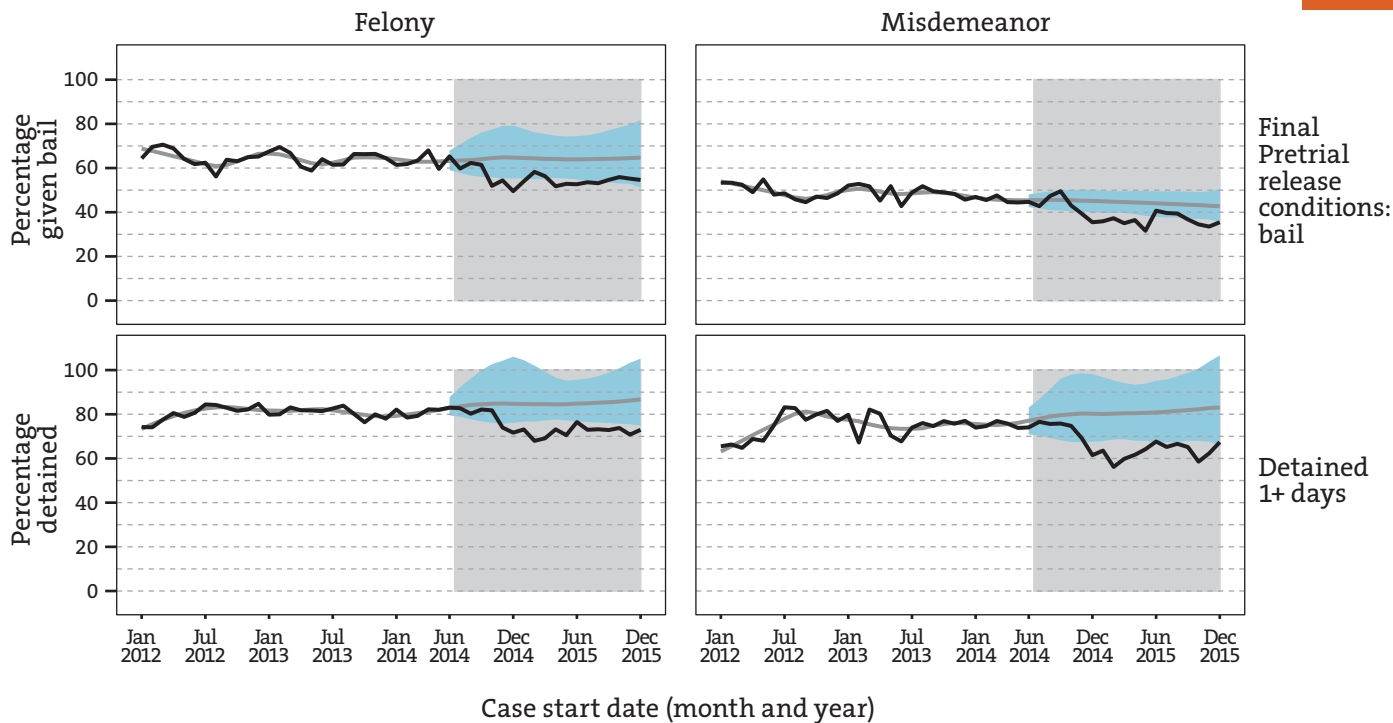 Felony
Misdemeanor
Percentage
given bail
100
80
60
40
20
0
Final
Pretrial
release
conditions:
bail
Percentage
detained
100
80
60
40
20
0
Detained
1+ days
Jan Jul Jan Jul Jan Jun Dec Jun Dec
2012 2012 2013 2013 2014 2014 2014 2015 2015
Jan Jul Jan Jul Jan Jun Dec Jun Dec
2012 2012 2013 2013 2014 2014 2014 2015 2015
Case start date (month and year)